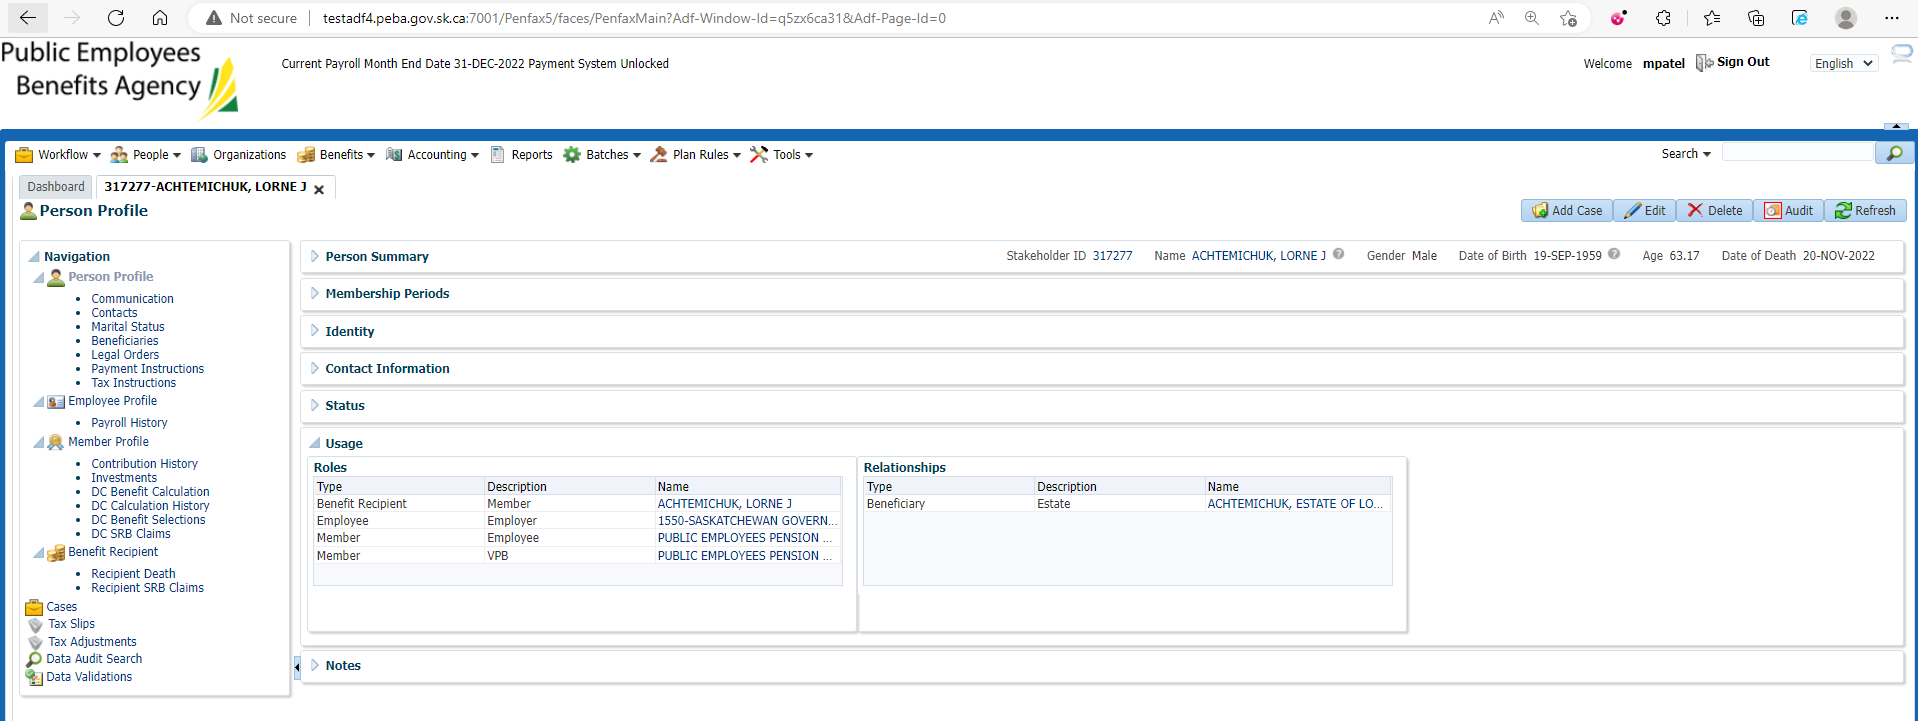 Not secure testadf4.peba.gov.sk.ca:7001/Penfax5/faces/PenfaxMain?Adf-Window-Id=q5zx6ca31&Adf-Page-Id=0
Public Employees
Benefits Agency
Current Payroll Month End Date 31-DEC-2022 Payment System Unlocked
Welcome mpatel Sign Out English
Workflow People Organizations Benefits Accounting Reports Batches Plan Rules Tools Search
Dashboard 317277-ACHTEMICHUK, LORNE J
Person Profile
Add Case Edit Delete Audit Refresh
Navigation
Person Profile
Communication
Contacts
Marital Status
Beneficiaries
Legal Orders
Payment Instructions
Tax Instructions
Employee Profile
Payroll History
Member Profile
Contribution History
Investments
DC Benefit Calculation
DC Calculation History
DC Benefit Selections
DC SRB Claims
Benefit Recipient
Recipient Death
Recipient SRB Claims
Cases
Tax Slips
Tax Adjustments
Data Audit Search
Data Validations
Person Summary Stakeholder ID 317277 Name ACHTEMICHUK, LORNE J Gender Male Date of Birth 19-SEP-1959 Age 63.17 Date of Death 20-NOV-2022
Membership Periods
Identity
Contact Information
Status
Usage
Roles
Type Description Name
Benefit Recipient Member ACHTEMICHUK, LORNE J
Employee Employer 1550-SASKATCHEWAN GOVERN...
Member Employee PUBLIC EMPLOYEES PENSION ...
Member VPB PUBLIC EMPLOYEES PENSION ...
Relationships
Type Description Name
Beneficiary Estate ACHTEMICHUK, ESTATE OF LO...
Notes